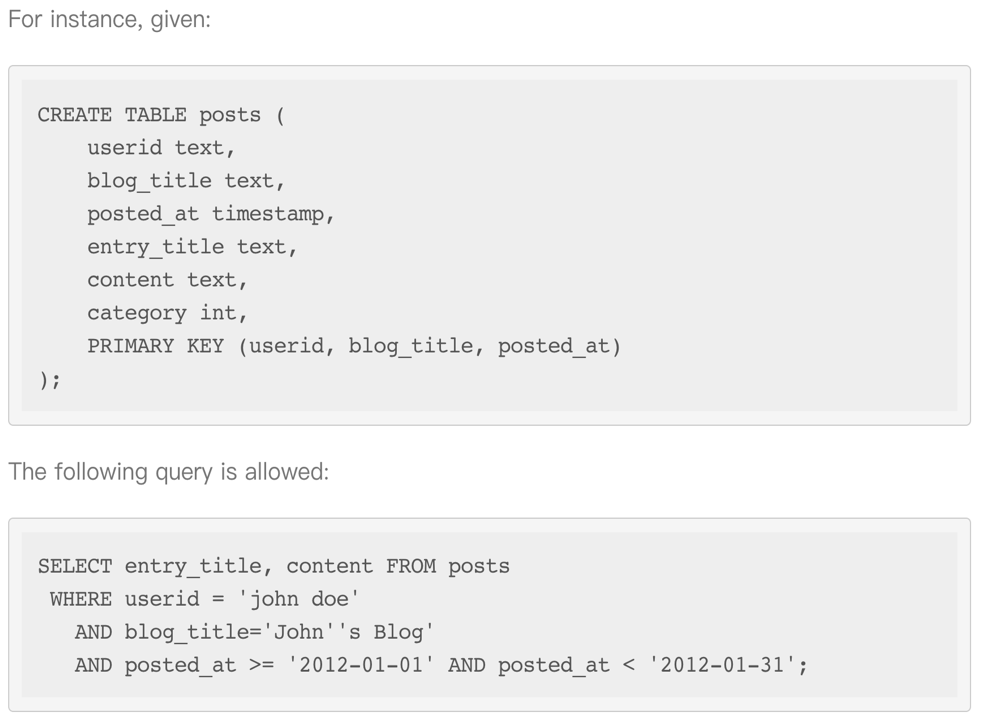 For instance, given:
CREATE TABLE posts (
    userid text,
    blog_title text,
    posted_at timestamp,
    entry_title text,
    content text,
    category int,
    PRIMARY KEY (userid, blog_title, posted_at)
);
The following query is allowed:
SELECT entry_title, content FROM posts
 WHERE userid = 'john doe'
   AND blog_title='John''s Blog'
   AND posted_at >= '2012-01-01' AND posted_at < '2012-01-31';